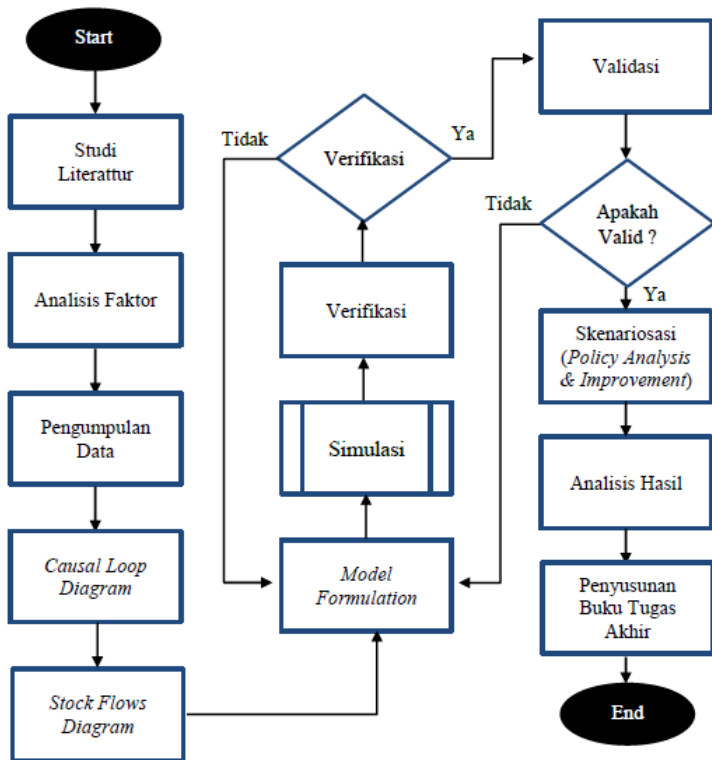 Start
Studi
Literattur
Analisis Faktor
Pengumpulan
Data
Causal Loop
Diagram
Stock Flows
Diagram
Model
Formulation
Simulasi
Verifikasi
Verifikasi
Tidak
Ya
Validasi
Apakah
Valid ?
Tidak
Ya
Skenariosasi
(Policy Analysis
& Improvement)
Analisis Hasil
Penyusunan
Buku Tugas
Akhir
End